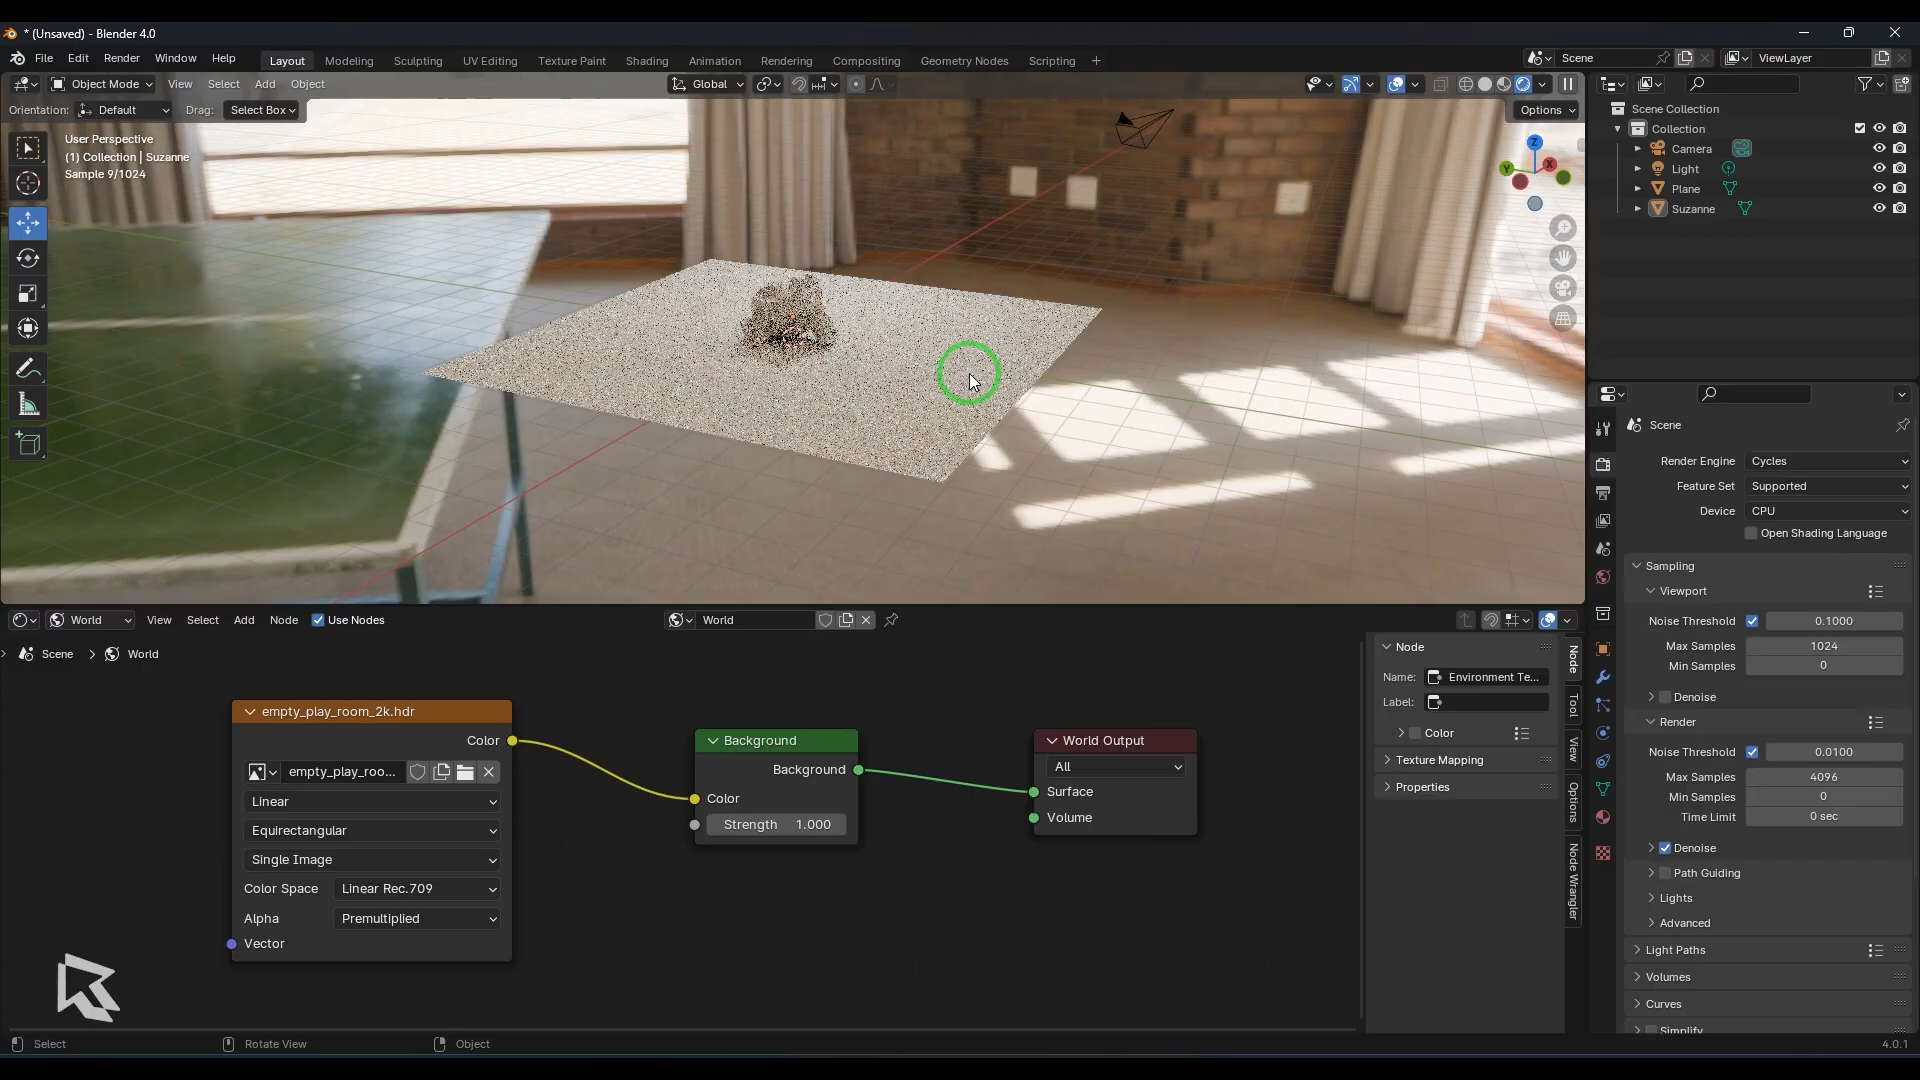 * (Unsaved) - Blender 4.0
File Edit Render Window Help
Layout Modeling Sculpting UV Editing Texture Paint Shading Animation Rendering Compositing Geometry Nodes Scripting +
Scene
ViewLayer
Object Mode View Select Add Object
Global
Orientation: Default Drag: Select Box
Options
User Perspective
(1) Collection | Suzanne
Sample 9/1024
Z
Y
X
Scene Collection
Collection
Camera
Light
Plane
Suzanne
Scene
Render Engine Cycles
Feature Set Supported
Device CPU
Open Shading Language
Sampling
Viewport
Noise Threshold 0.1000
Max Samples 1024
Min Samples 0
Denoise
Render
Noise Threshold 0.0100
Max Samples 4096
Min Samples 0
Time Limit 0 sec
Denoise
Path Guiding
Lights
Advanced
Light Paths
Volumes
Curves
Simplify
World View Select Add Node Use Nodes
World
Scene > World
empty_play_room_2k.hdr
Color
empty_play_roo...
Linear
Equirectangular
Single Image
Color Space Linear Rec.709
Alpha Premultiplied
Vector
Background
Background
Color
Strength 1.000
World Output
All
Surface
Volume
Node
Name: Environment Te...
Label:
Color
Texture Mapping
Properties
Node
Tool
View
Options
Node Wrangler
Select
Rotate View
Object
4.0.1